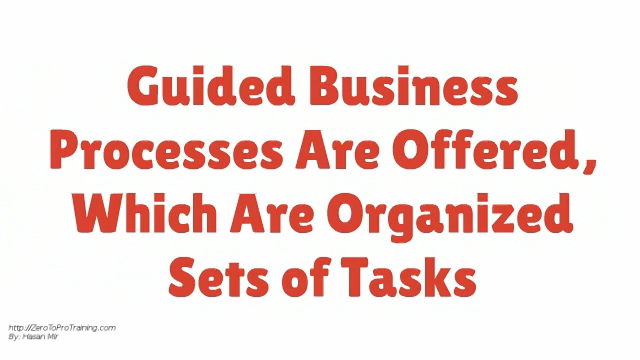 Guided Business
Processes Are Offered,
Which Are Organized
Sets of Tasks
http://ZeroToProTraining.com
By: Hasan Mir